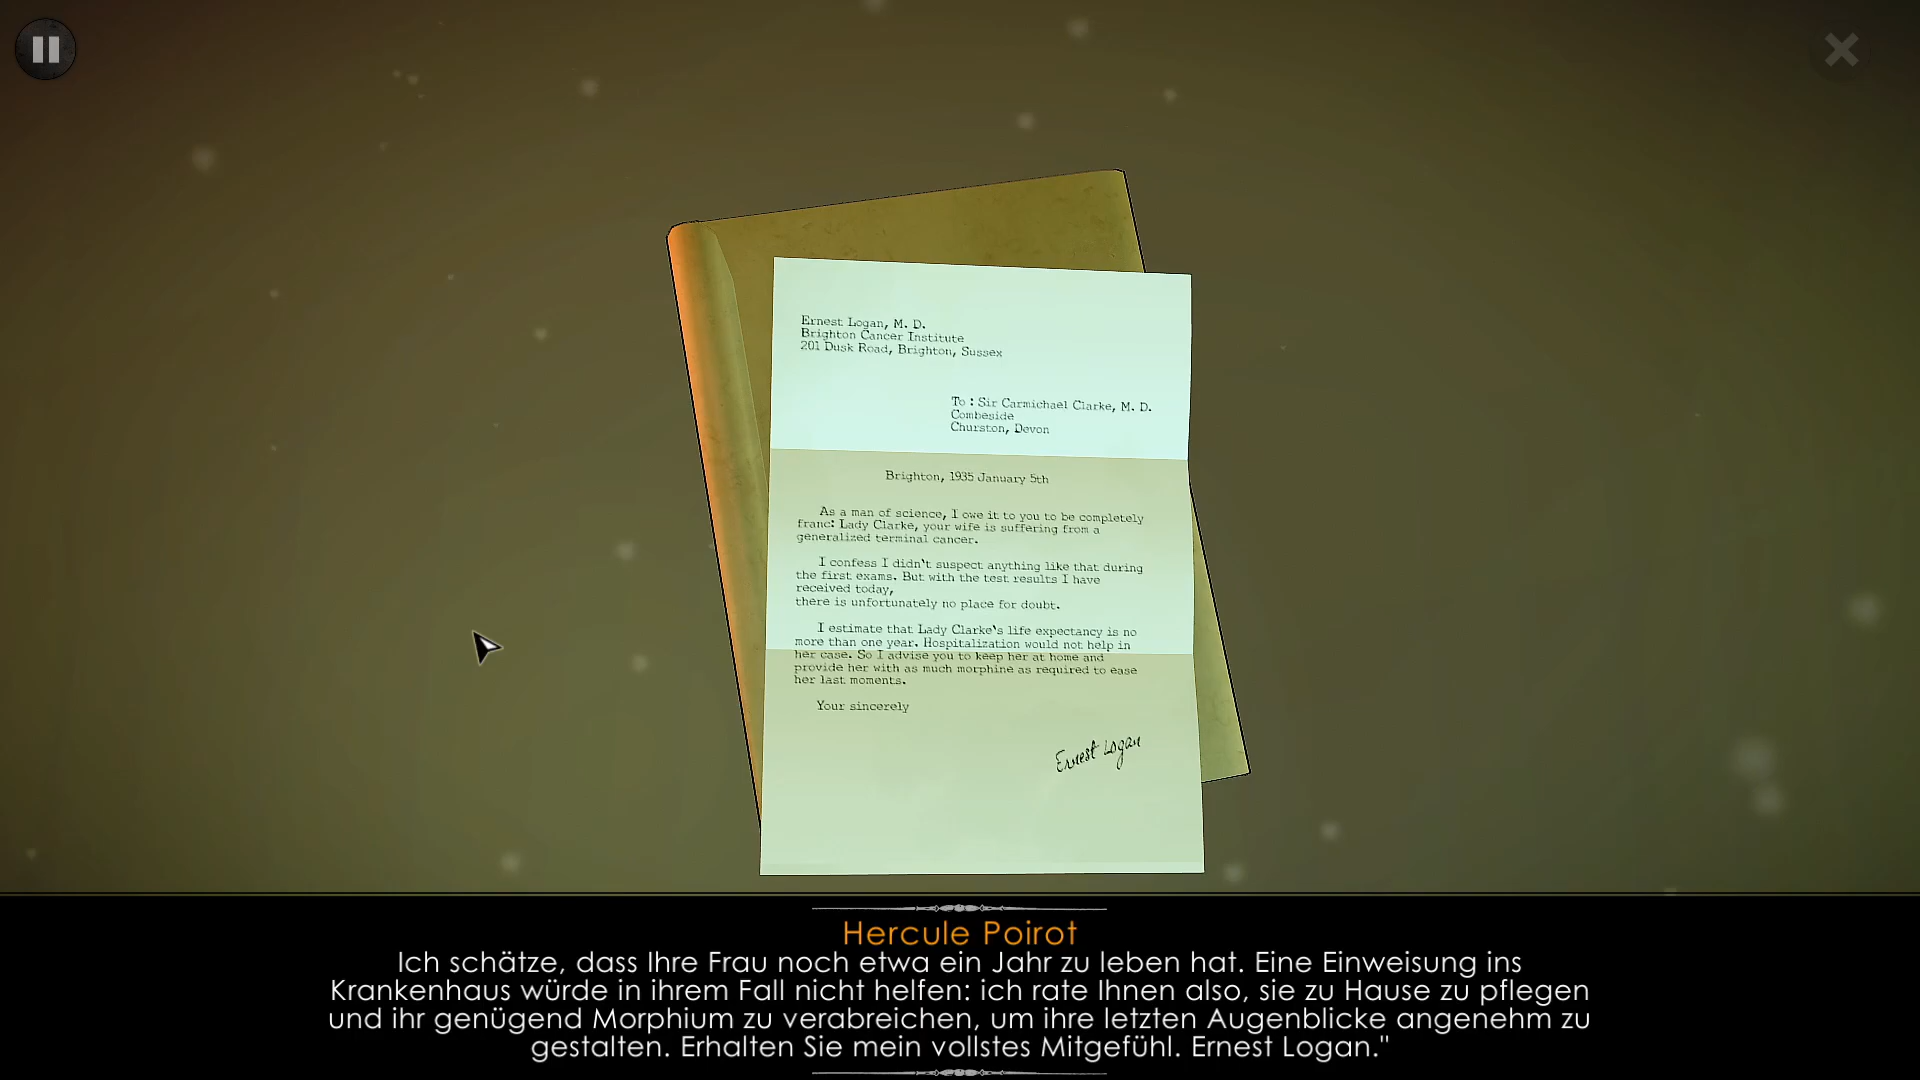 Ernest Logan, M. D.
Brighton Cancer Institute
201 Dusk Road, Brighton, Sussex
To : Sir Carmichael Clarke, M. D.
Combeside
Churston, Devon
Brighton, 1935 January 5th
As a man of science, I owe it to you to be completely
franc: Lady Clarke, your wife is suffering from a
generalized terminal cancer.
I confess I didn't suspect anything like that during
the first exams. But with the test results I have
received today,
there is unfortunately no place for doubt.
I estimate that Lady Clarke's life expectancy is no
more than one year. Hospitalization would not help in
her case. So I advise you to keep her at home and
provide her with as much morphine as required to ease
her last moments.
Your sincerely
Ernest Logan
Hercule Poirot
Ich schätze, dass Ihre Frau noch etwa ein Jahr zu leben hat. Eine Einweisung ins
Krankenhaus würde in ihrem Fall nicht helfen: ich rate Ihnen also, sie zu Hause zu pflegen
und ihr genügend Morphium zu verabreichen, um ihre letzten Augenblicke angenehm zu
gestalten. Erhalten Sie mein vollstes Mitgefühl. Ernest Logan."